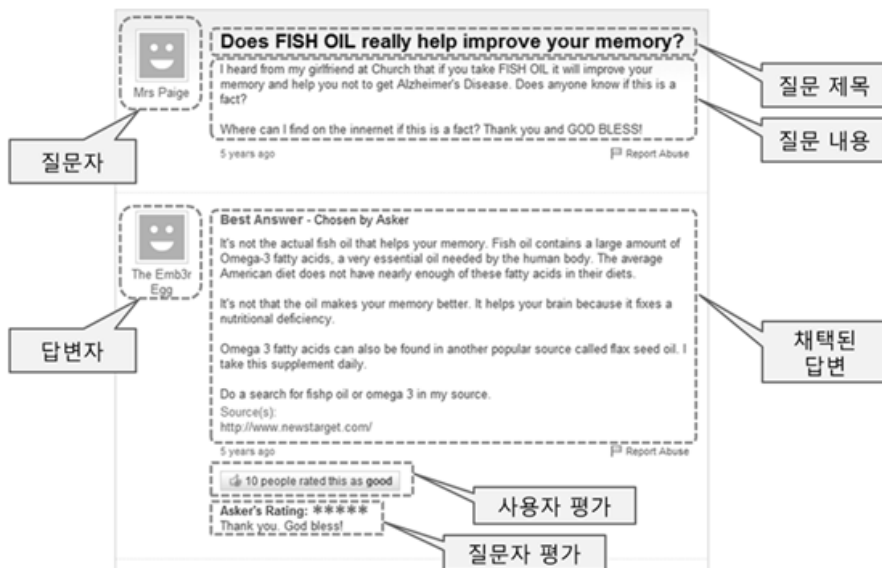 Does FISH OIL really help improve your memory?
I heard from my girlfriend at Church that if you take FISH OIL it will improve your
memory and help you not to get Alzheimer's Disease. Does anyone know if this is a
fact?
Where can I find on the innernet if this is a fact? Thank you and GOD BLESS!
Mrs Paige
5 years ago
Report Abuse
질문 제목
질문 내용
질문자
Best Answer - Chosen by Asker
It's not the actual fish oil that helps your memory. Fish oil contains a large amount of
Omega-3 fatty acids, a very essential oil needed by the human body. The average
American diet does not have nearly enough of these fatty acids in their diets.
It's not that the oil makes your memory better. It helps your brain because it fixes a
nutritional deficiency.
Omega 3 fatty acids can also be found in another popular source called flax seed oil. I
take this supplement daily.
Do a search for fishp oil or omega 3 in my source.
Source(s):
http://www.newstarget.com/
The Emb3r
Egg
답변자
채택된
답변
5 years ago
Report Abuse
10 people rated this as good
사용자 평가
Asker's Rating: *****
Thank you. God bless!
질문자 평가